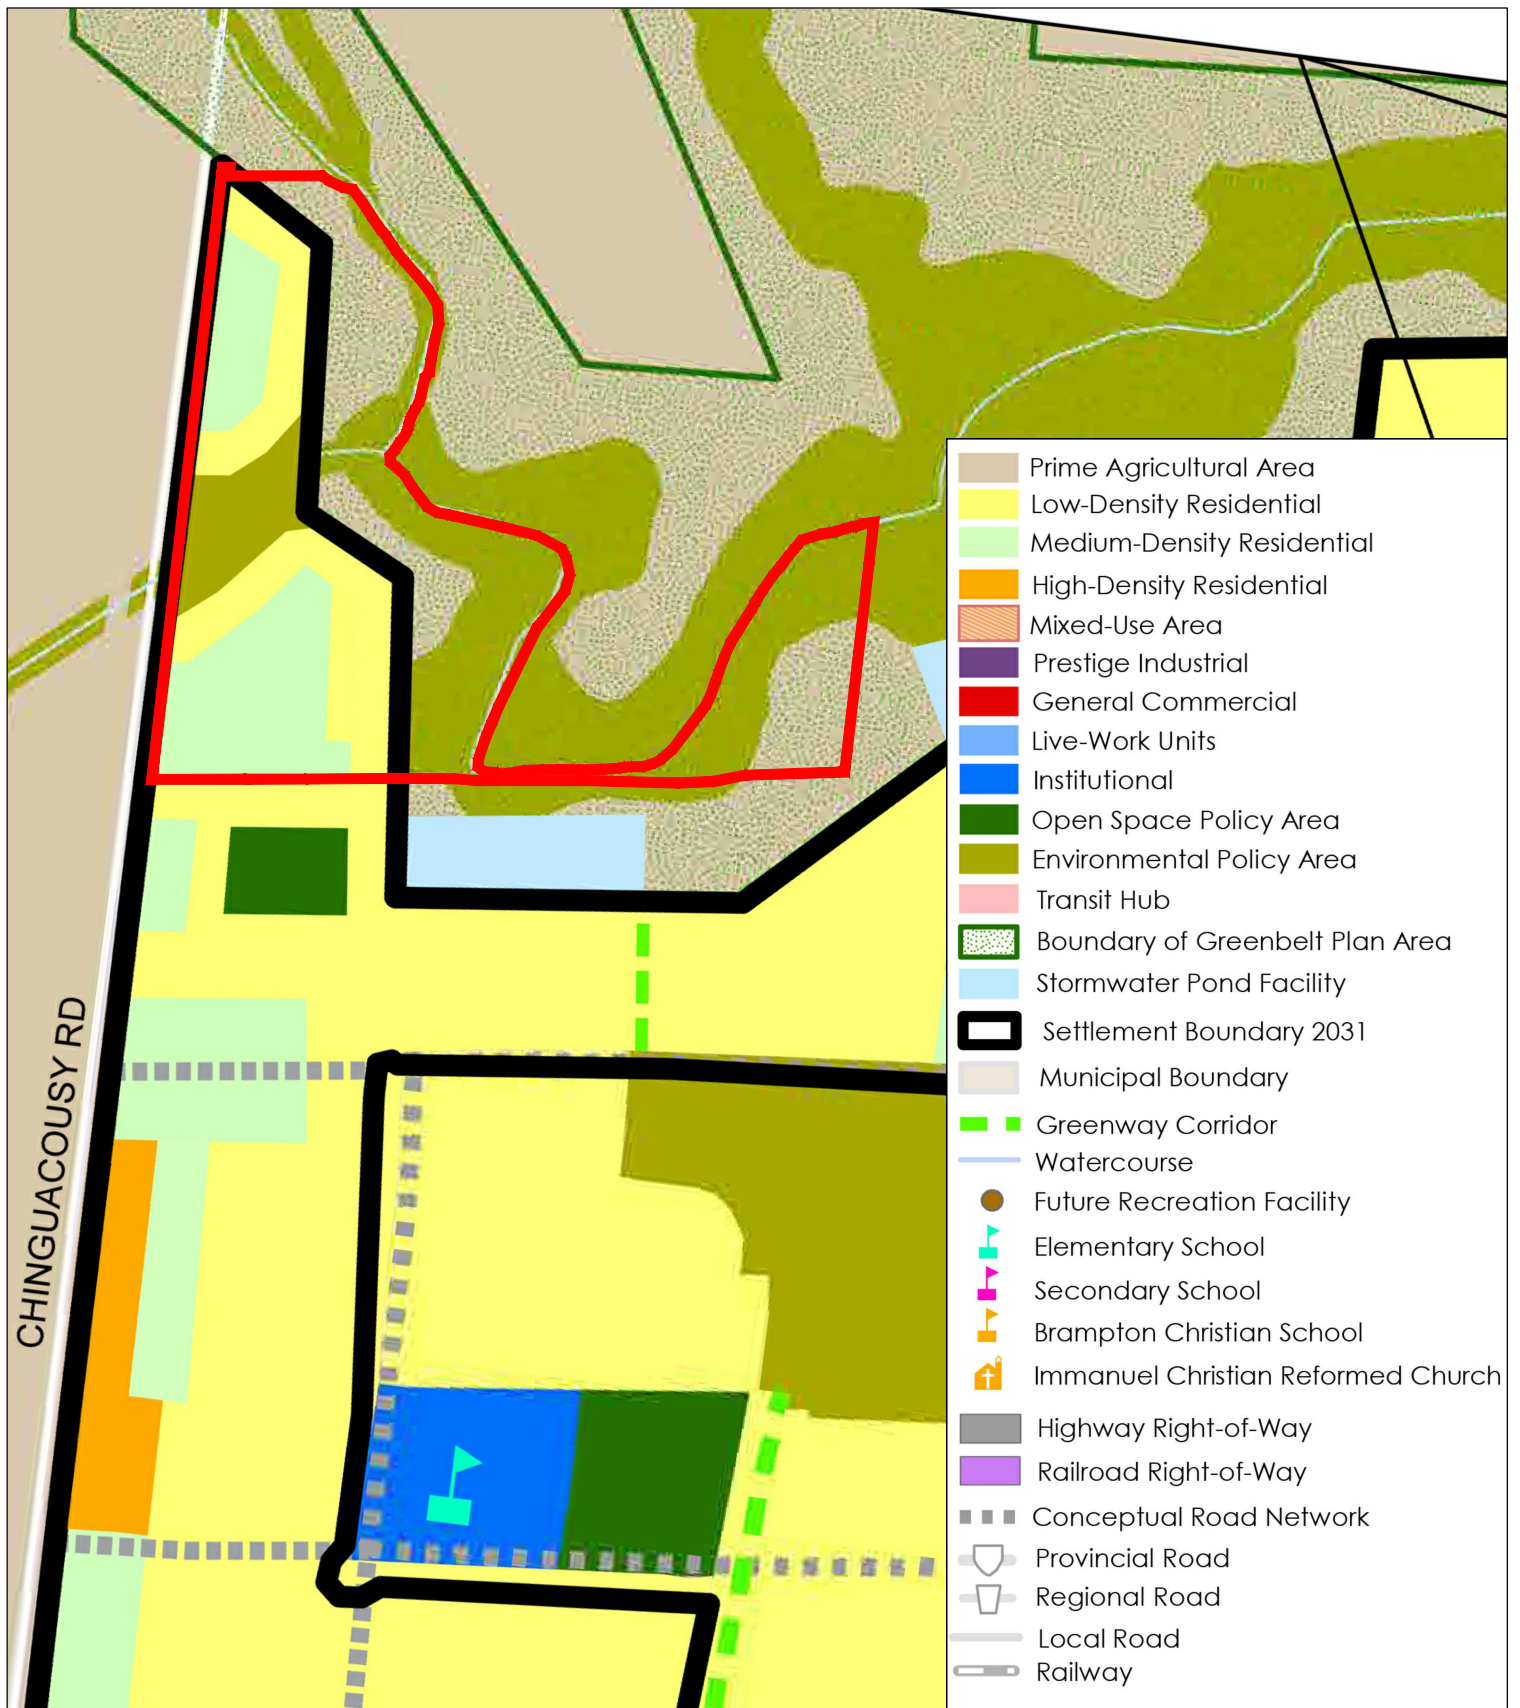 CHINGUACOUSY RD
Prime Agricultural Area
Low-Density Residential
Medium-Density Residential
High-Density Residential
Mixed-Use Area
Prestige Industrial
General Commercial
Live-Work Units
Institutional
Open Space Policy Area
Environmental Policy Area
Transit Hub
Boundary of Greenbelt Plan Area
Stormwater Pond Facility
Settlement Boundary 2031
Municipal Boundary
Greenway Corridor
Watercourse
Future Recreation Facility
Elementary School
Secondary School
Brampton Christian School
Immanuel Christian Reformed Church
Highway Right-of-Way
Railroad Right-of-Way
Conceptual Road Network
Provincial Road
Regional Road
Local Road
Railway